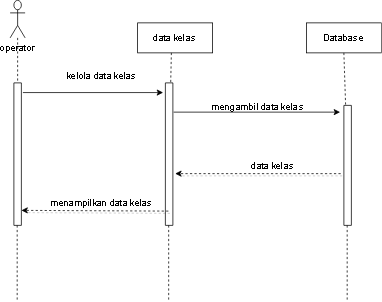 operator
data kelas
Database
kelola data kelas
mengambil data kelas
data kelas
menampilkan data kelas